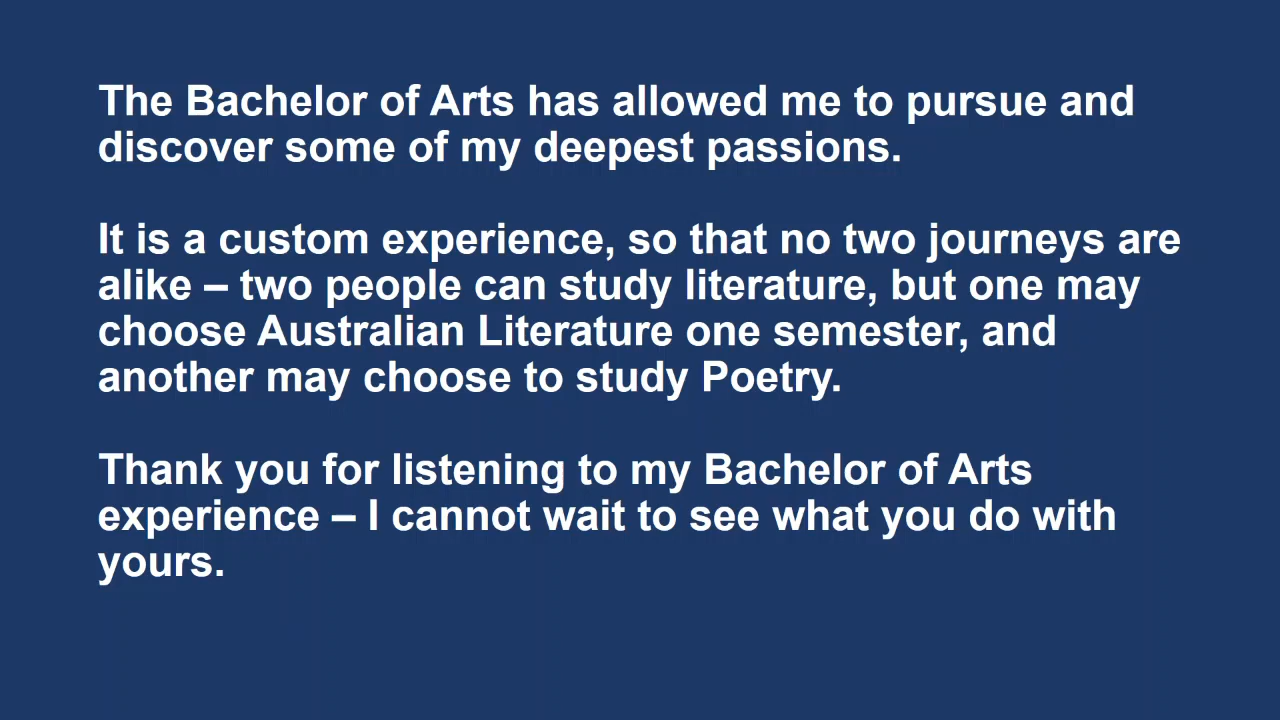 The Bachelor of Arts has allowed me to pursue and
discover some of my deepest passions.
It is a custom experience, so that no two journeys are
alike – two people can study literature, but one may
choose Australian Literature one semester, and
another may choose to study Poetry.
Thank you for listening to my Bachelor of Arts
experience – I cannot wait to see what you do with
yours.